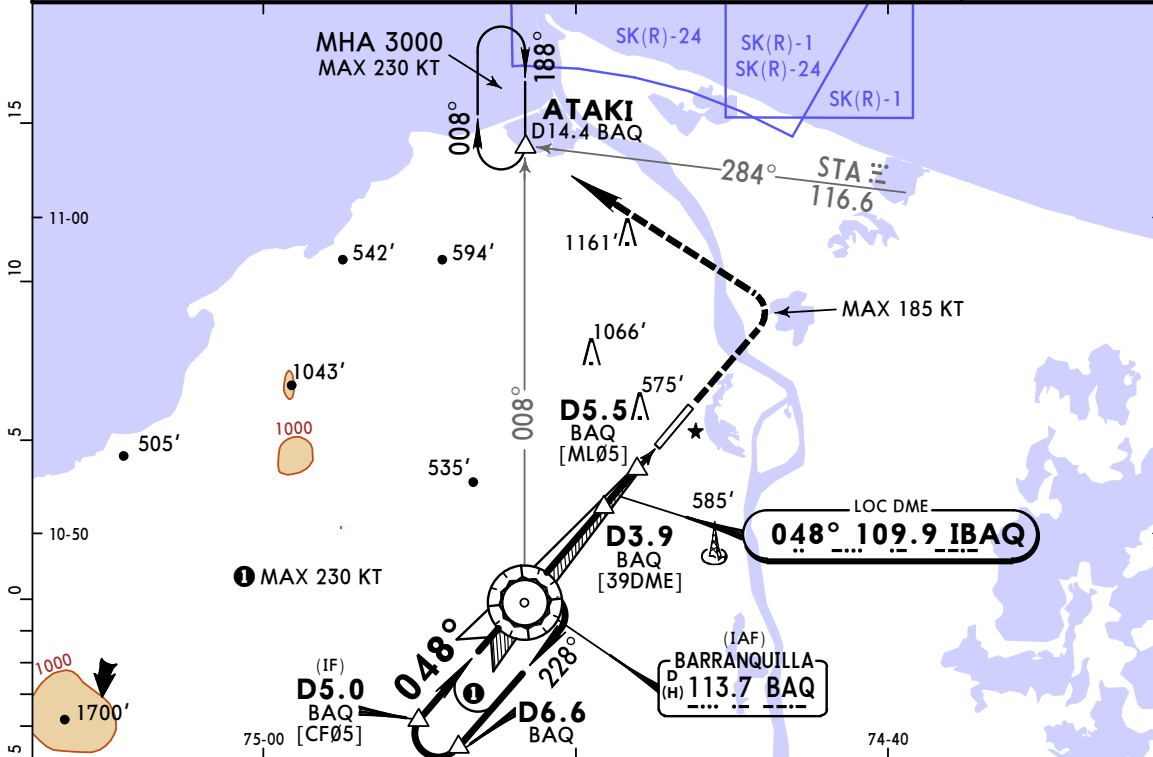 MHA 3000
MAX 230 KT
188°
008°
SK(R)-24
SK(R)-1
SK(R)-24
SK(R)-1
ATAKI
D14.4 BAQ
284°
STA
116.6
15
11-00
10
542'
594'
1161'
MAX 185 KT
1066'
1043'
575'
008°
D5.5
BAQ
[MLØ5]
1000
505'
5
535'
585'
LOC DME
048° 109.9 IBAQ
10-50
D3.9
BAQ
[39DME]
1 MAX 230 KT
0
048°
228°
(IAF)
BARRANQUILLA
D
(H) 113.7 BAQ
1000
1700'
(IF)
D5.0
BAQ
[CFØ5]
1
D6.6
BAQ
5
75-00
74-40